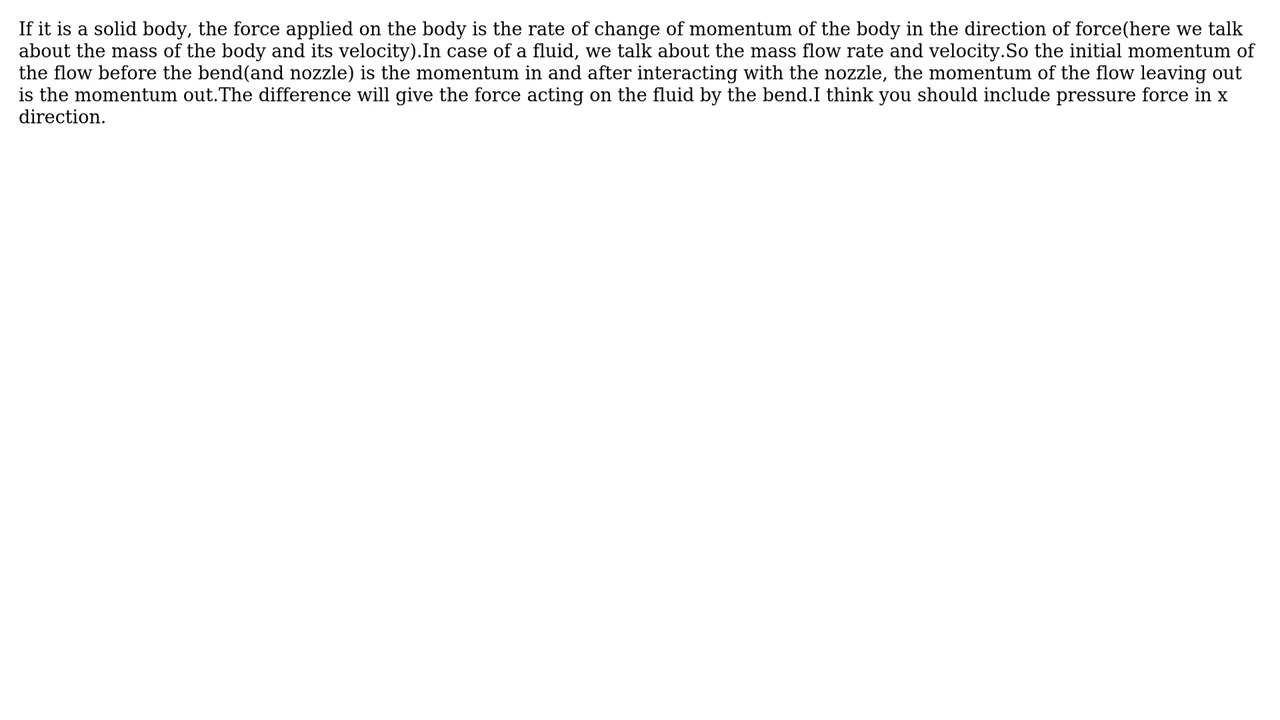 If it is a solid body, the force applied on the body is the rate of change of momentum of the body in the direction of force(here we talk
about the mass of the body and its velocity).In case of a fluid, we talk about the mass flow rate and velocity.So the initial momentum of
the flow before the bend(and nozzle) is the momentum in and after interacting with the nozzle, the momentum of the flow leaving out
is the momentum out.The difference will give the force acting on the fluid by the bend.I think you should include pressure force in x
direction.